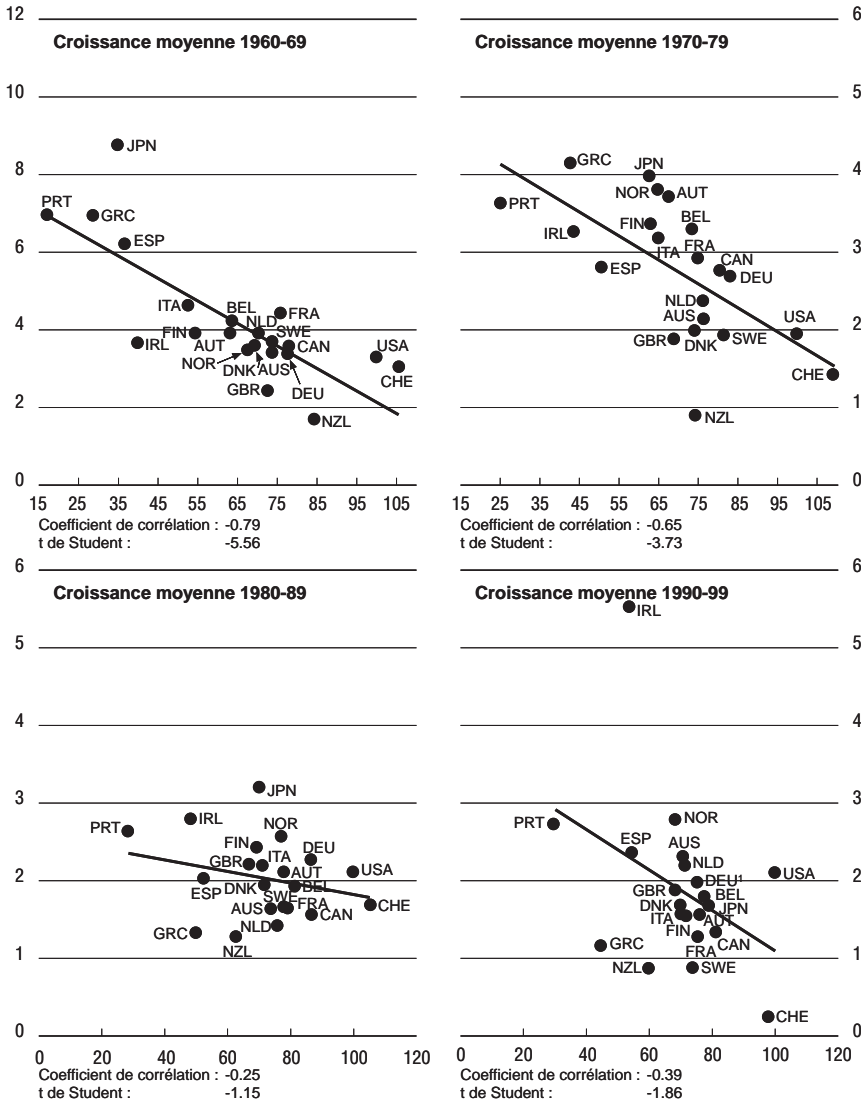 12
6
Croissance moyenne 1960-69
Croissance moyenne 1970-79
10
5
JPN
GRC
JPN
8
4
PRT
GRC
NOR
AUT
PRT
ESP
FIN
BEL
IRL
6
3
ITA
FRA
CAN
ESP
DEU
ITA
BEL
FRA
NLD
NLD
SWE
AUS
USA
4
2
FIN
IRL
AUT
CAN
USA
GBR
DNK
SWE
NOR
DNK
AUS
CHE
CHE
GBR
DEU
2
1
NZL
NZL
0
0
15 25 35 45 55 65 75 85 95 105
15 25 35 45 55 65 75 85 95 105
Coefficient de corrélation : -0.79
t de Student : -5.56
Coefficient de corrélation : -0.65
t de Student : -3.73
6
6
Croissance moyenne 1980-89
Croissance moyenne 1990-99
IRL
5
5
4
4
JPN
3
3
PRT
IRL
NOR
PRT
NOR
FIN
DEU
ESP
AUS
GBR
ITA
NLD
AUT
USA
DEU¹
USA
2
2
ESP
DNK
BEL
GBR
BEL
SWE
CHE
DNK
JPN
AUS
FRA
CAN
ITA
AUT
GRC
NLD
FIN
CAN
GRC
NZL
FRA
1
1
NZL
SWE
CHE
0
0
0 20 40 60 80 100 120
0 20 40 60 80 100 120
Coefficient de corrélation : -0.25
t de Student : -1.15
Coefficient de corrélation : -0.39
t de Student : -1.86